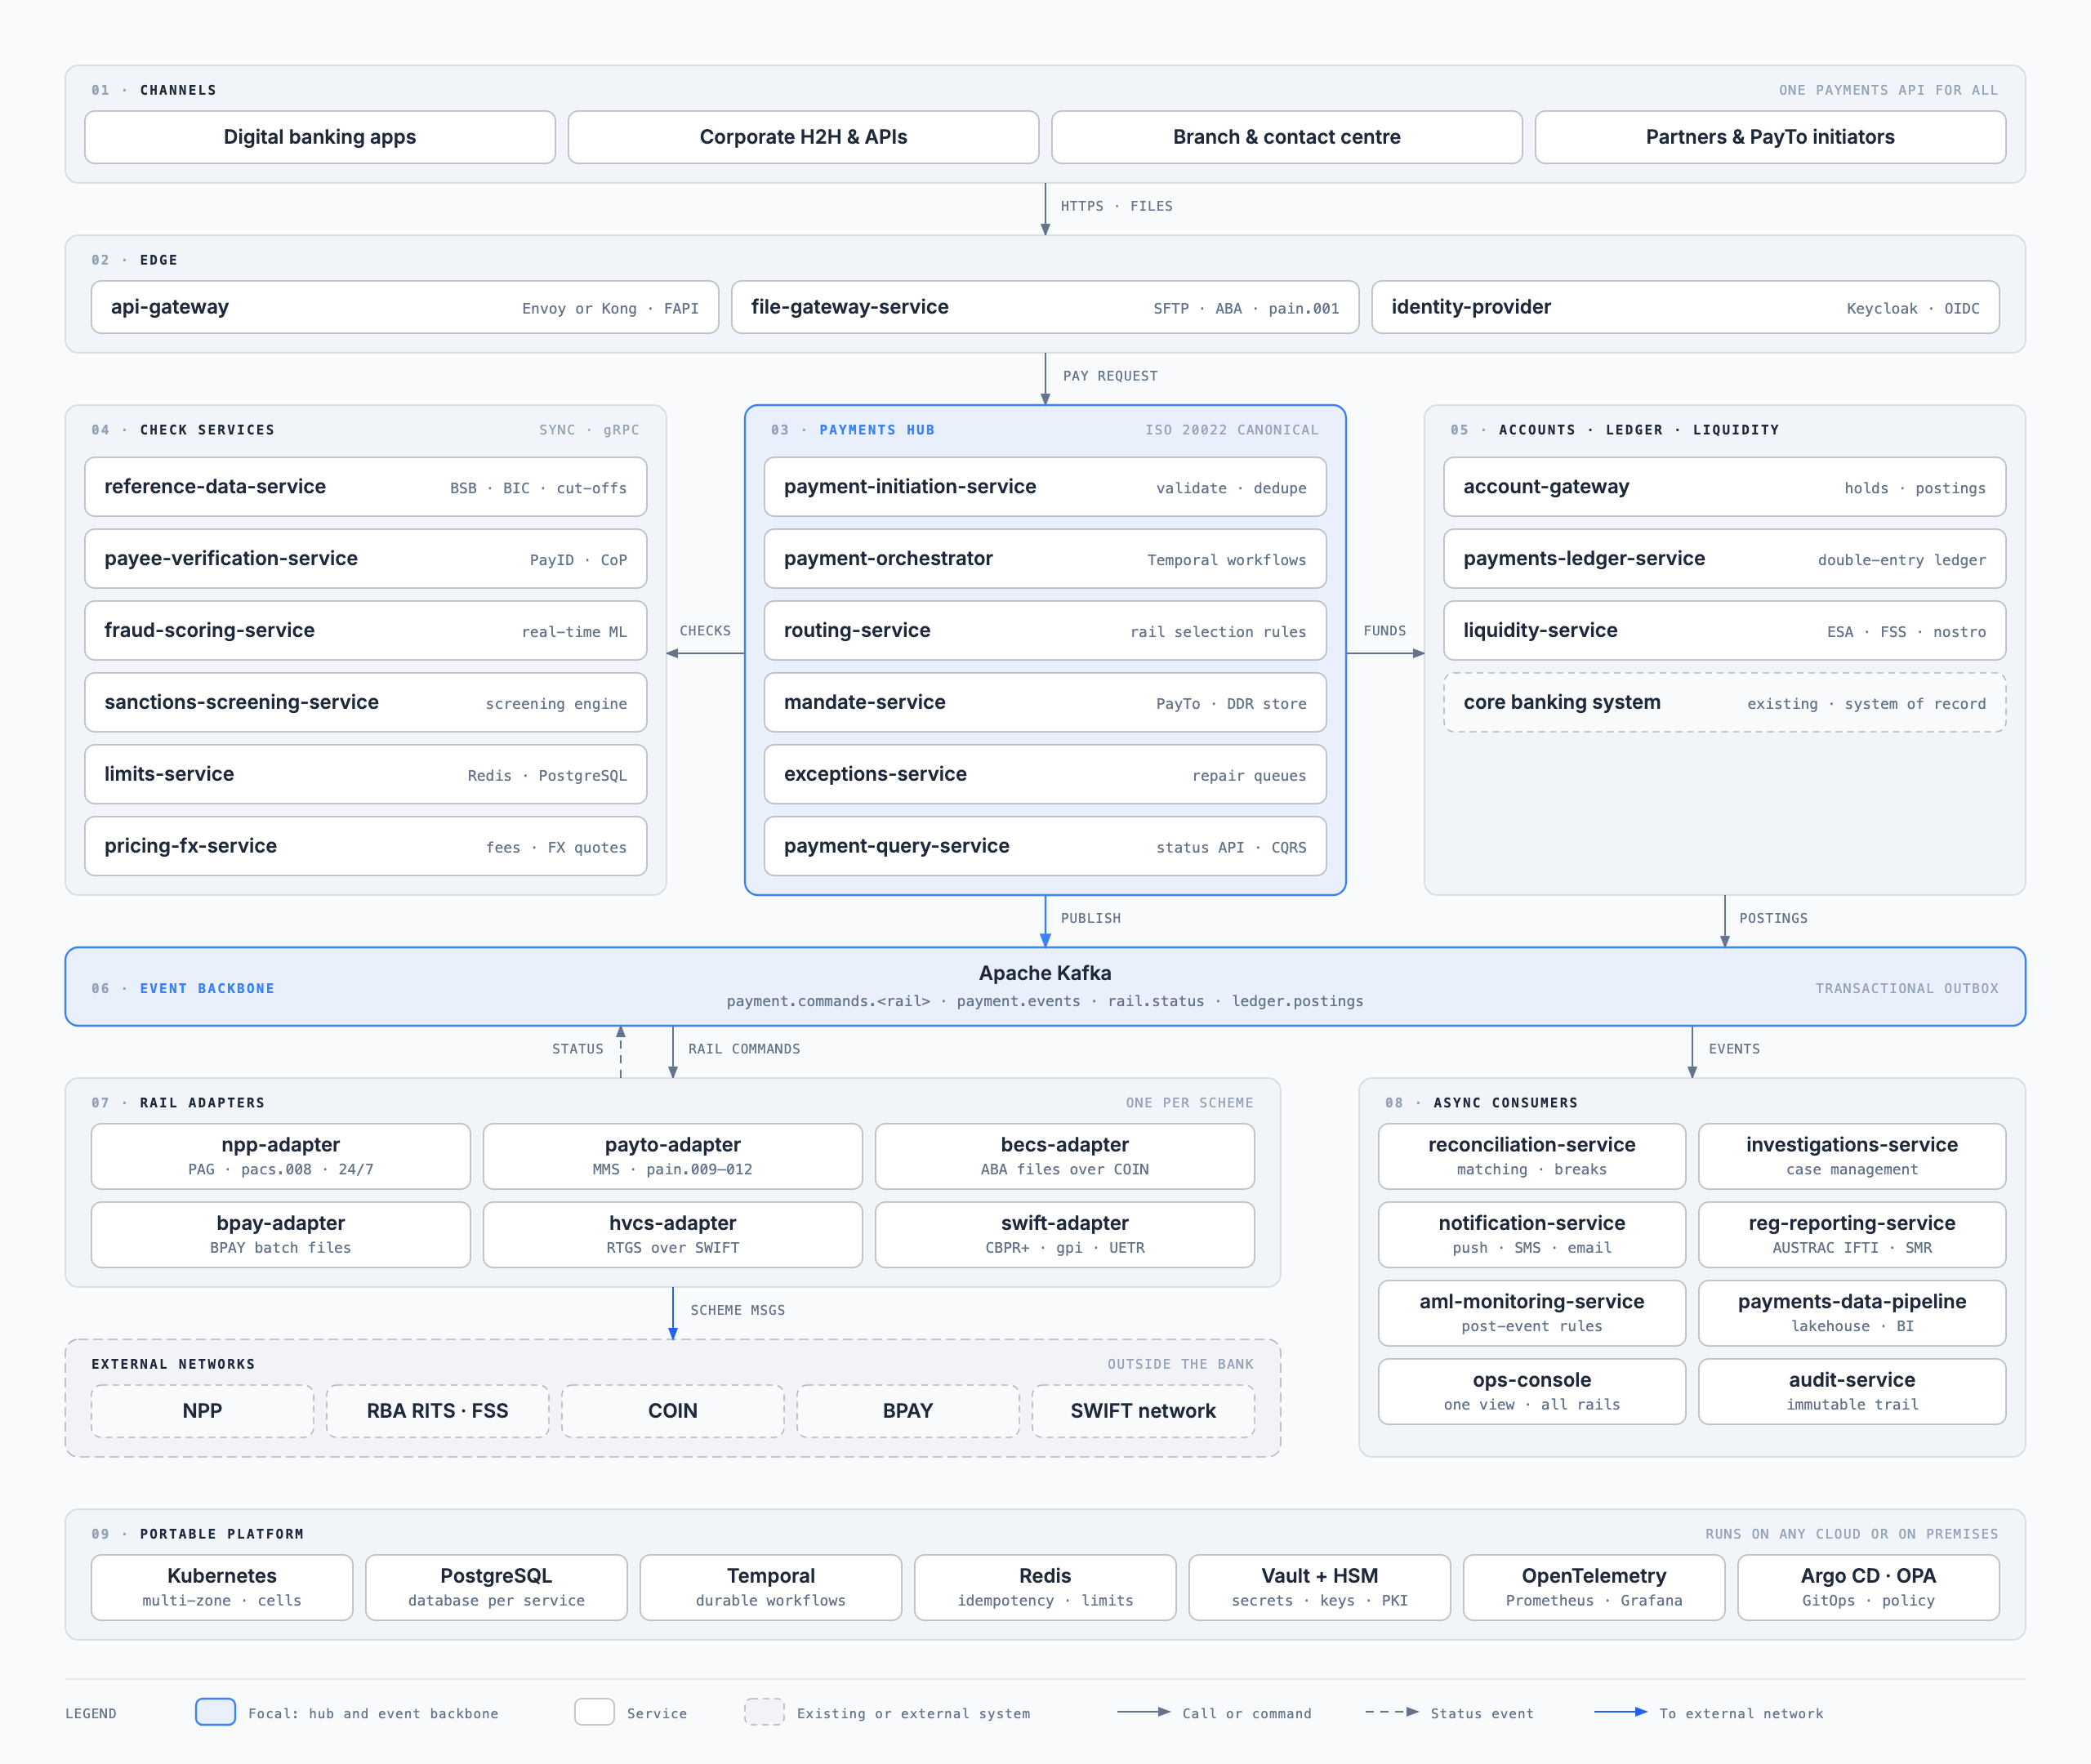 01 · CHANNELS
ONE PAYMENTS API FOR ALL
Digital banking apps
Corporate H2H & APIs
Branch & contact centre
Partners & PayTo initiators
HTTPS · FILES
02 · EDGE
api-gateway
Envoy or Kong · FAPI
file-gateway-service
SFTP · ABA · pain.001
identity-provider
Keycloak · OIDC
PAY REQUEST
04 · CHECK SERVICES
SYNC · gRPC
reference-data-service
BSB · BIC · cut-offs
payee-verification-service
PayID · CoP
fraud-scoring-service
real-time ML
sanctions-screening-service
screening engine
limits-service
Redis · PostgreSQL
pricing-fx-service
fees · FX quotes
CHECKS
03 · PAYMENTS HUB
ISO 20022 CANONICAL
payment-initiation-service
validate · dedupe
payment-orchestrator
Temporal workflows
routing-service
rail selection rules
mandate-service
PayTo · DDR store
exceptions-service
repair queues
payment-query-service
status API · CQRS
FUNDS
05 · ACCOUNTS · LEDGER · LIQUIDITY
account-gateway
holds · postings
payments-ledger-service
double-entry ledger
liquidity-service
ESA · FSS · nostro
core banking system
existing · system of record
PUBLISH
POSTINGS
06 · EVENT BACKBONE
Apache Kafka
payment.commands.<rail> · payment.events · rail.status · ledger.postings
TRANSACTIONAL OUTBOX
STATUS
RAIL COMMANDS
EVENTS
07 · RAIL ADAPTERS
ONE PER SCHEME
npp-adapter
PAG · pacs.008 · 24/7
payto-adapter
MMS · pain.009–012
becs-adapter
ABA files over COIN
bpay-adapter
BPAY batch files
hvcs-adapter
RTGS over SWIFT
swift-adapter
CBPR+ · gpi · UETR
SCHEME MSGS
EXTERNAL NETWORKS
OUTSIDE THE BANK
NPP
RBA RITS · FSS
COIN
BPAY
SWIFT network
08 · ASYNC CONSUMERS
reconciliation-service
matching · breaks
investigations-service
case management
notification-service
push · SMS · email
reg-reporting-service
AUSTRAC IFTI · SMR
aml-monitoring-service
post-event rules
payments-data-pipeline
lakehouse · BI
ops-console
one view · all rails
audit-service
immutable trail
09 · PORTABLE PLATFORM
RUNS ON ANY CLOUD OR ON PREMISES
Kubernetes
multi-zone · cells
PostgreSQL
database per service
Temporal
durable workflows
Redis
idempotency · limits
Vault + HSM
secrets · keys · PKI
OpenTelemetry
Prometheus · Grafana
Argo CD · OPA
GitOps · policy
LEGEND
Focal: hub and event backbone
Service
Existing or external system
Call or command
Status event
To external network